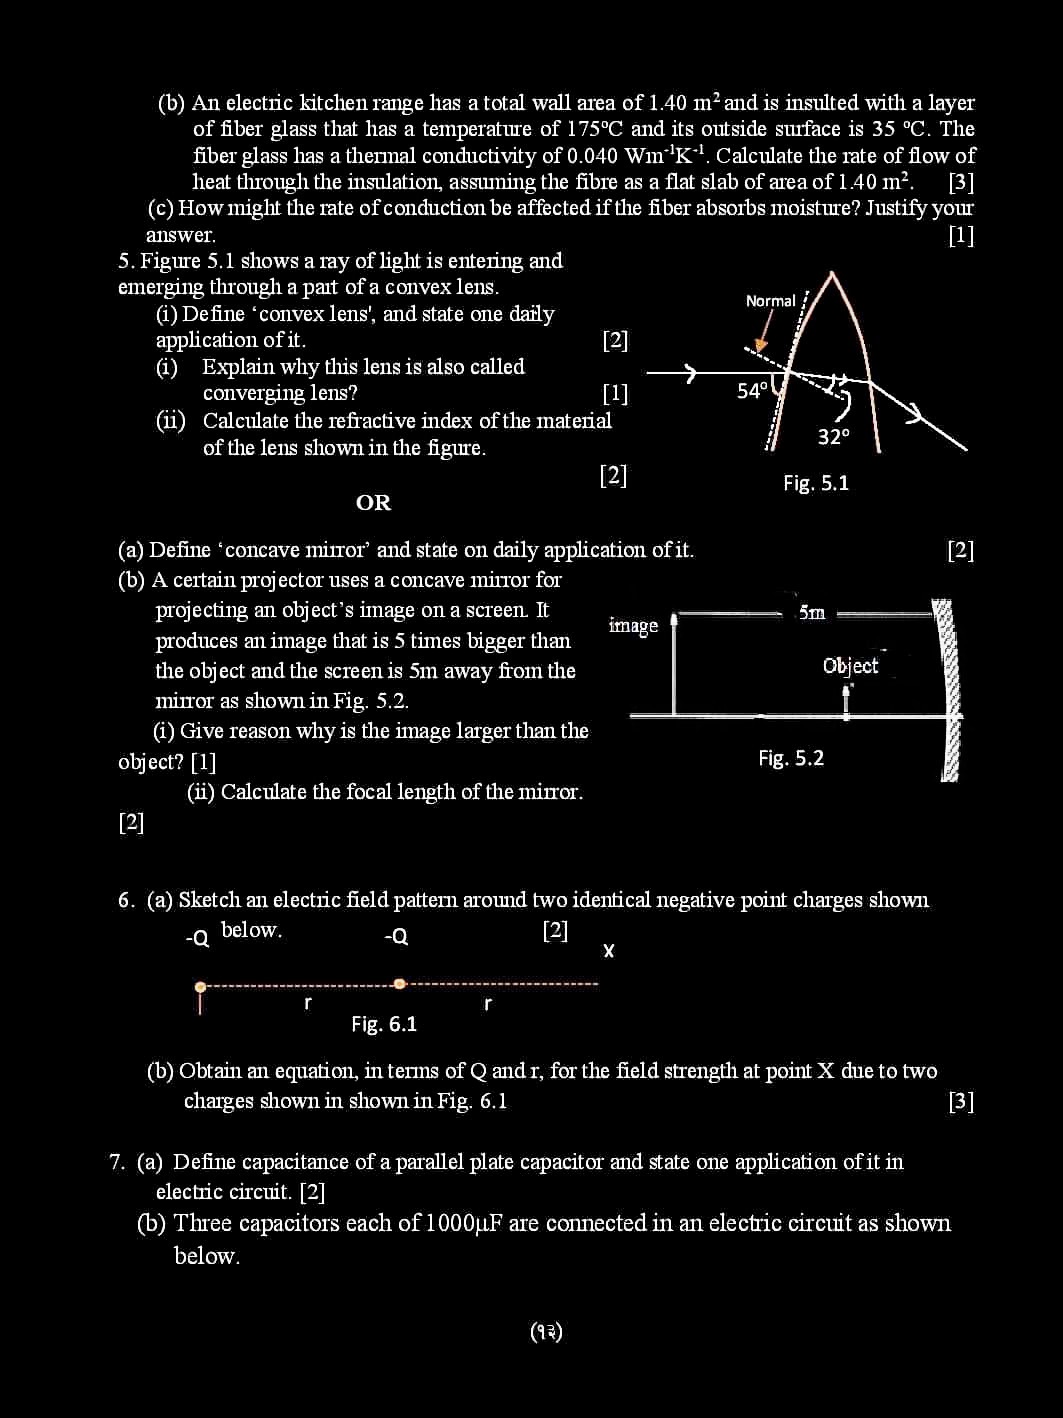 (b) An electric kitchen range has a total wall area of 1.40 m² and is insulted with a layer
of fiber glass that has a temperature of 175°C and its outside surface is 35 °C. The
fiber glass has a thermal conductivity of 0.040 Wm⁻¹K⁻¹. Calculate the rate of flow of
heat through the insulation, assuming the fibre as a flat slab of area of 1.40 m². [3]
(c) How might the rate of conduction be affected if the fiber absorbs moisture? Justify your
answer. [1]
5. Figure 5.1 shows a ray of light is entering and
emerging through a part of a convex lens.
(i) Define ‘convex lens', and state one daily
application of it. [2]
(i) Explain why this lens is also called
converging lens? [1]
(ii) Calculate the refractive index of the material
of the lens shown in the figure.
[2]
Normal
54°
32°
Fig. 5.1
OR
(a) Define ‘concave mirror’ and state on daily application of it. [2]
(b) A certain projector uses a concave mirror for
projecting an object’s image on a screen. It
produces an image that is 5 times bigger than
the object and the screen is 5m away from the
mirror as shown in Fig. 5.2.
(i) Give reason why is the image larger than the
object? [1]
(ii) Calculate the focal length of the mirror.
[2]
image
5m
Object
Fig. 5.2
6. (a) Sketch an electric field pattern around two identical negative point charges shown
below. [2]
-Q
-Q
X
r
r
Fig. 6.1
(b) Obtain an equation, in terms of Q and r, for the field strength at point X due to two
charges shown in shown in Fig. 6.1 [3]
7. (a) Define capacitance of a parallel plate capacitor and state one application of it in
electric circuit. [2]
(b) Three capacitors each of 1000μF are connected in an electric circuit as shown
below.
(१३)